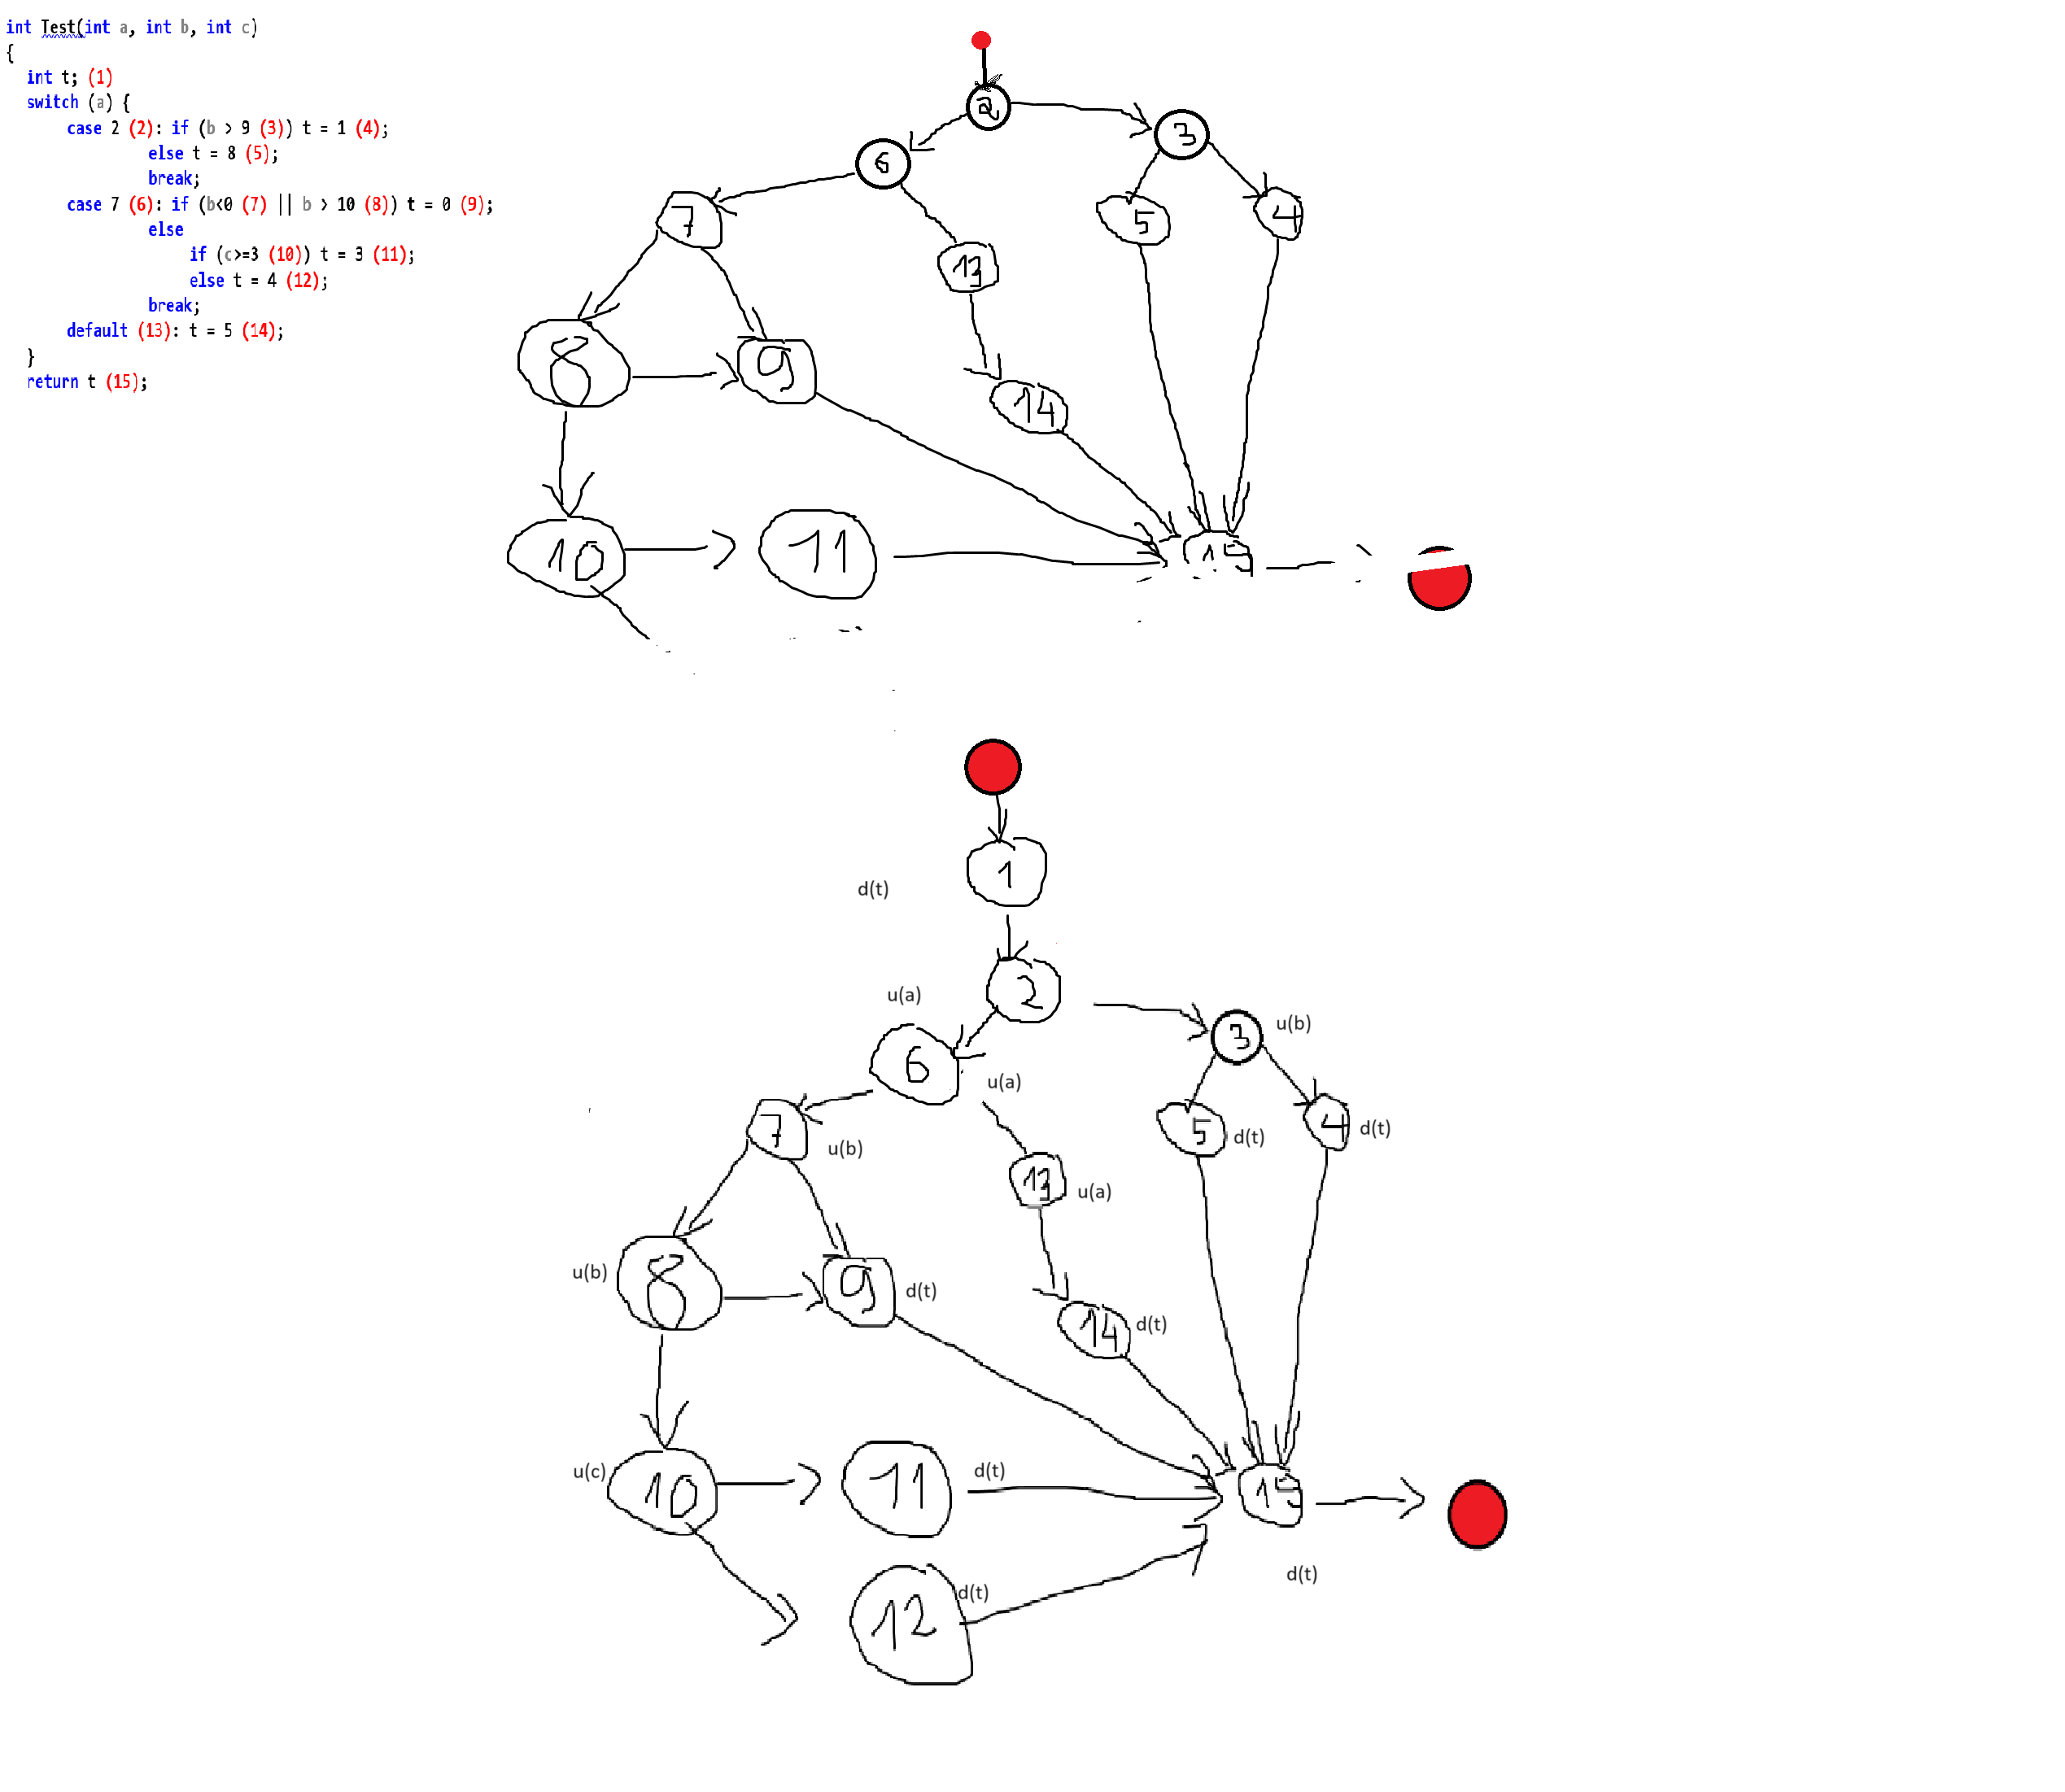 int Test(int a, int b, int c)
{
int t; (1)
switch (a) {
case 2 (2): if (b > 9 (3)) t = 1 (4);
else t = 8 (5);
break;
case 7 (6): if (b<0 (7) || b > 10 (8)) t = 0 (9);
else
if (c>=3 (10)) t = 3 (11);
else t = 4 (12);
break;
default (13): t = 5 (14);
}
return t (15);
2
3
6
7
5
4
13
8
9
14
10
11
15
1
d(t)
2
u(a)
3
u(b)
6
u(a)
7
u(b)
5
d(t)
4
d(t)
13
u(a)
u(b)
8
9
d(t)
14
d(t)
u(c)
10
11
d(t)
15
d(t)
12
d(t)